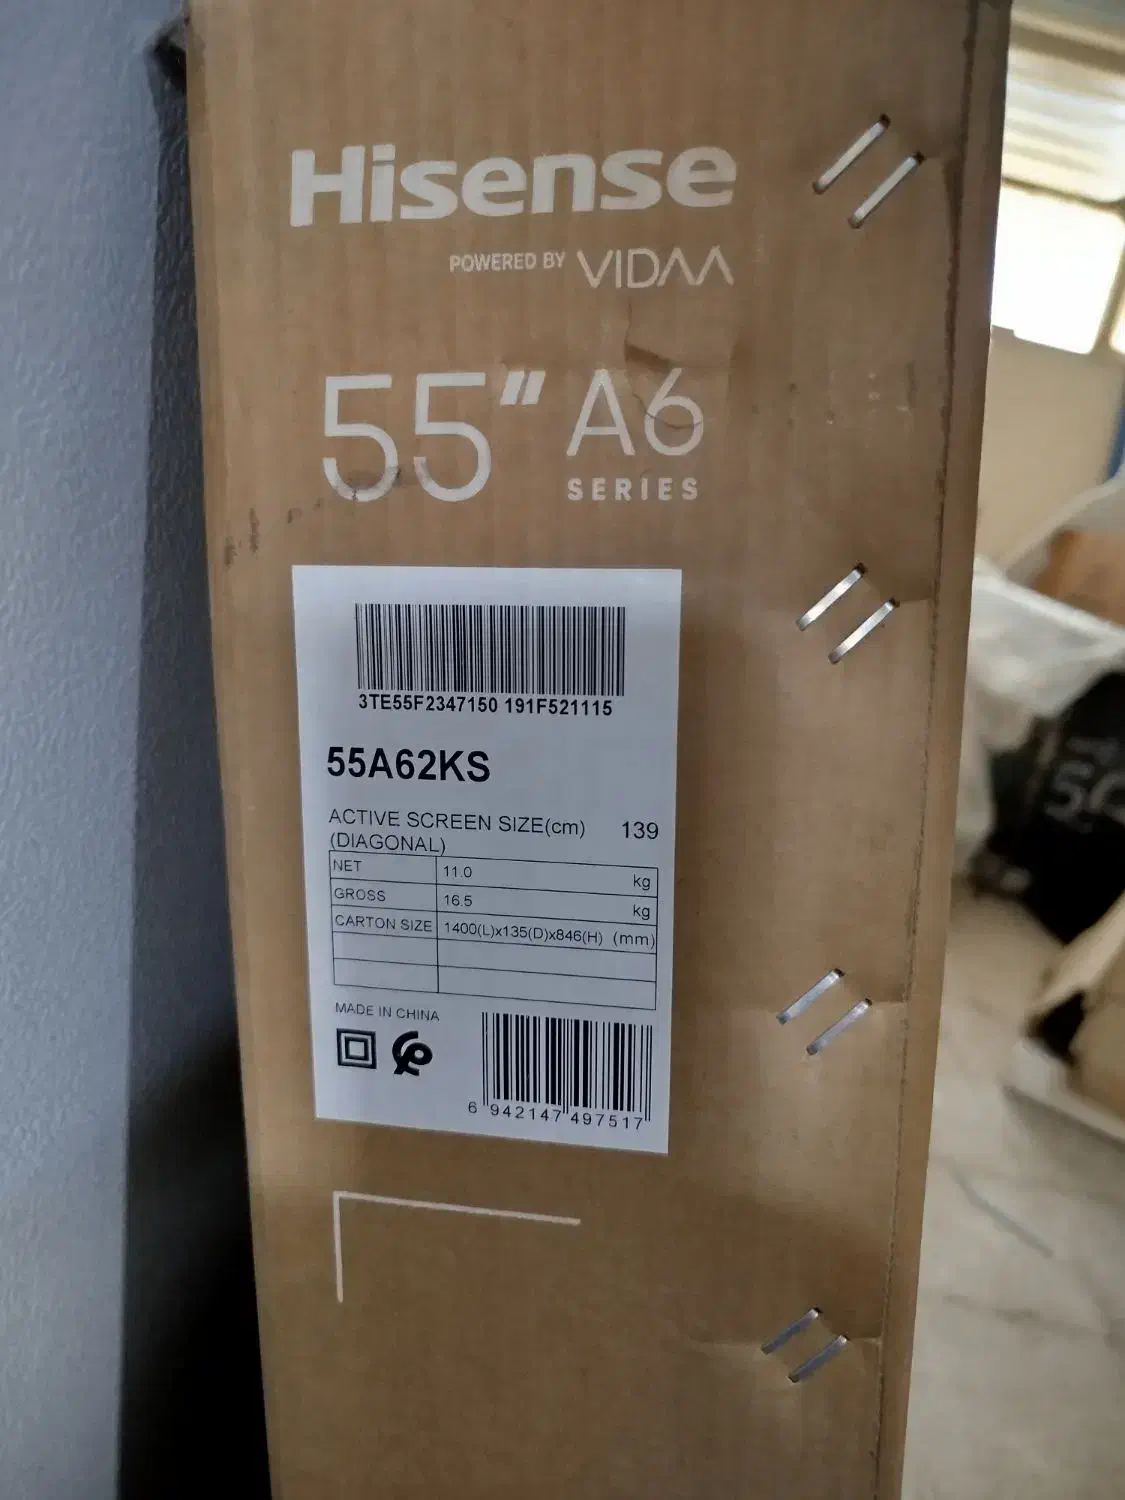 Hisense
POWERED BY VIDAA
55" A6
SERIES
3TE55F2347150 191F521115
55A62KS
ACTIVE SCREEN SIZE(cm) 139
(DIAGONAL)
NET 11.0 kg
GROSS 16.5 kg
CARTON SIZE 1400(L)x135(D)x846(H) (mm)
MADE IN CHINA
6 942147 497517